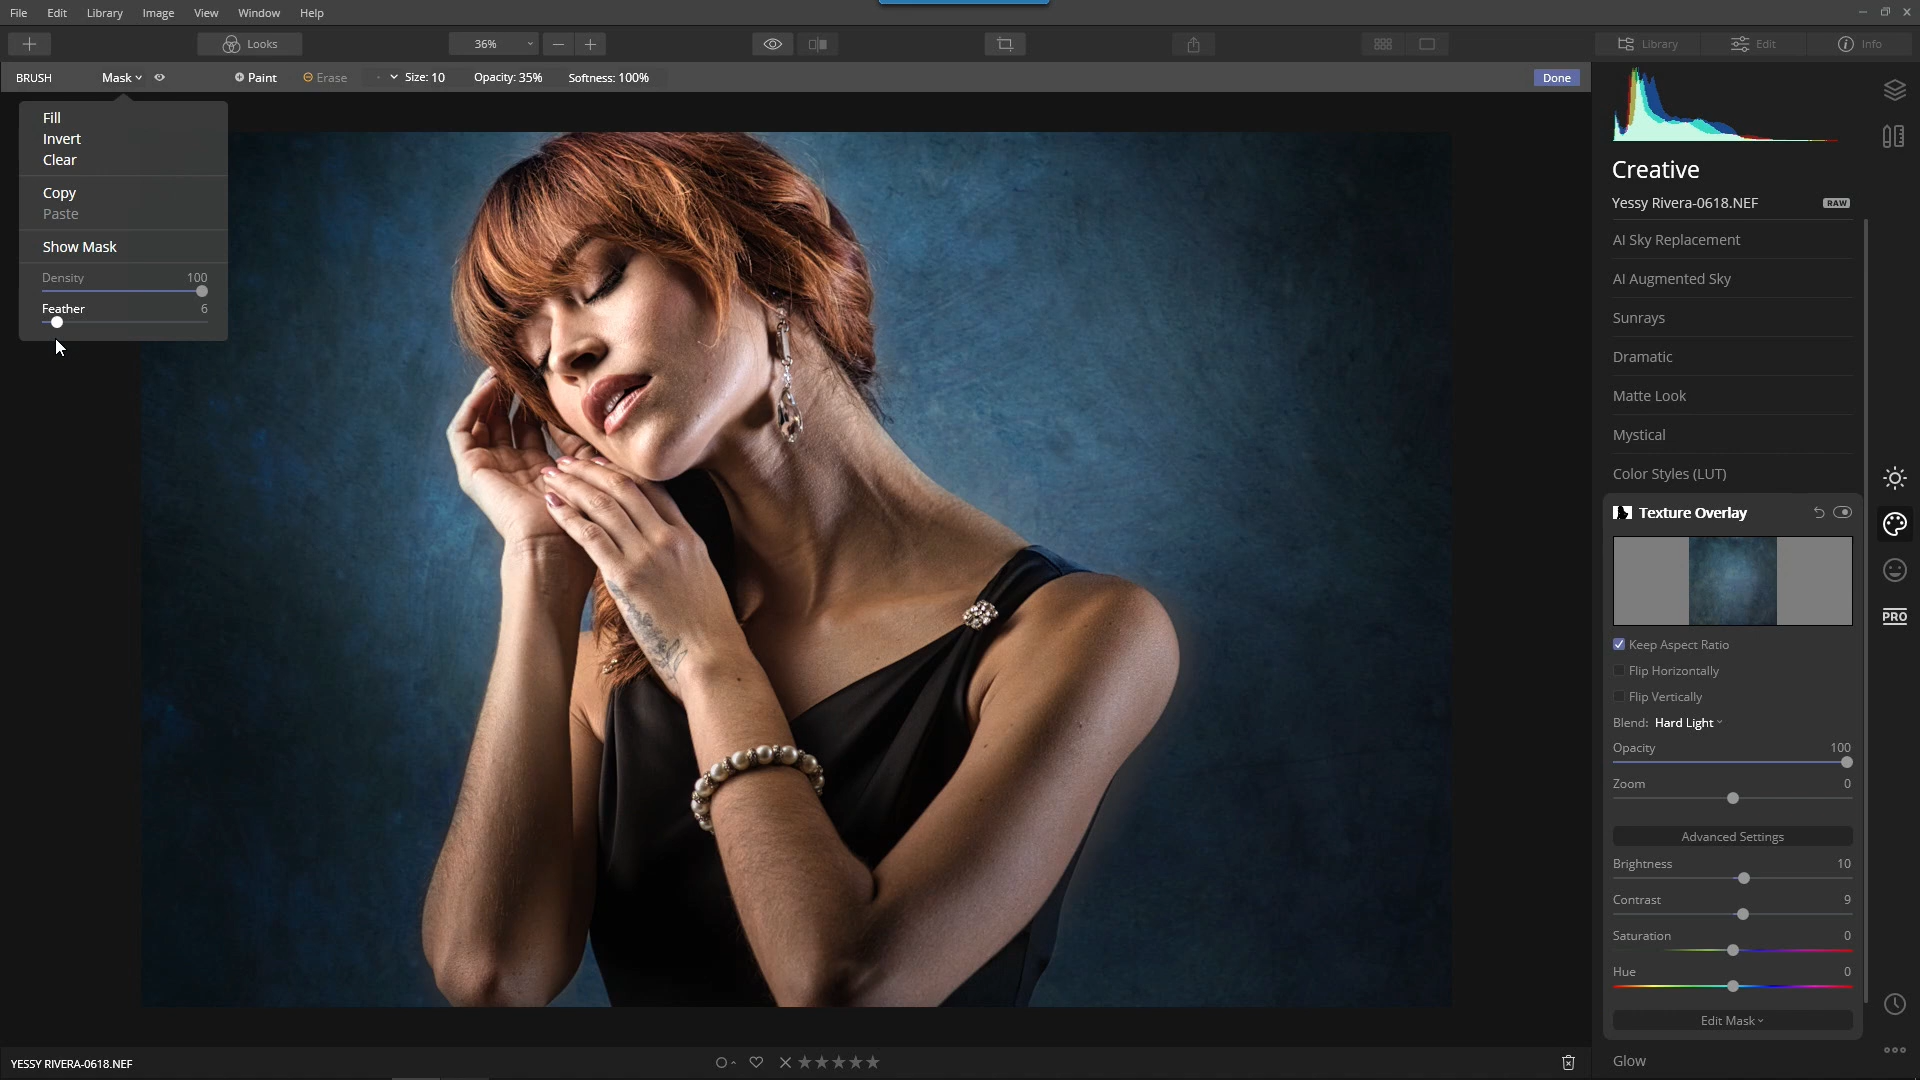 File Edit Library Image View Window Help
Looks 36% Library Edit Info
BRUSH Mask Paint Erase Size: 10 Opacity: 35% Softness: 100% Done
Fill
Invert
Clear
Copy
Paste
Show Mask
Density 100
Feather 6
Creative
Yessy Rivera-0618.NEF RAW
AI Sky Replacement
AI Augmented Sky
Sunrays
Dramatic
Matte Look
Mystical
Color Styles (LUT)
Texture Overlay
Keep Aspect Ratio
Flip Horizontally
Flip Vertically
Blend: Hard Light
Opacity 100
Zoom 0
Advanced Settings
Brightness 10
Contrast 9
Saturation 0
Hue 0
Edit Mask
Glow
PRO
YESSY RIVERA-0618.NEF